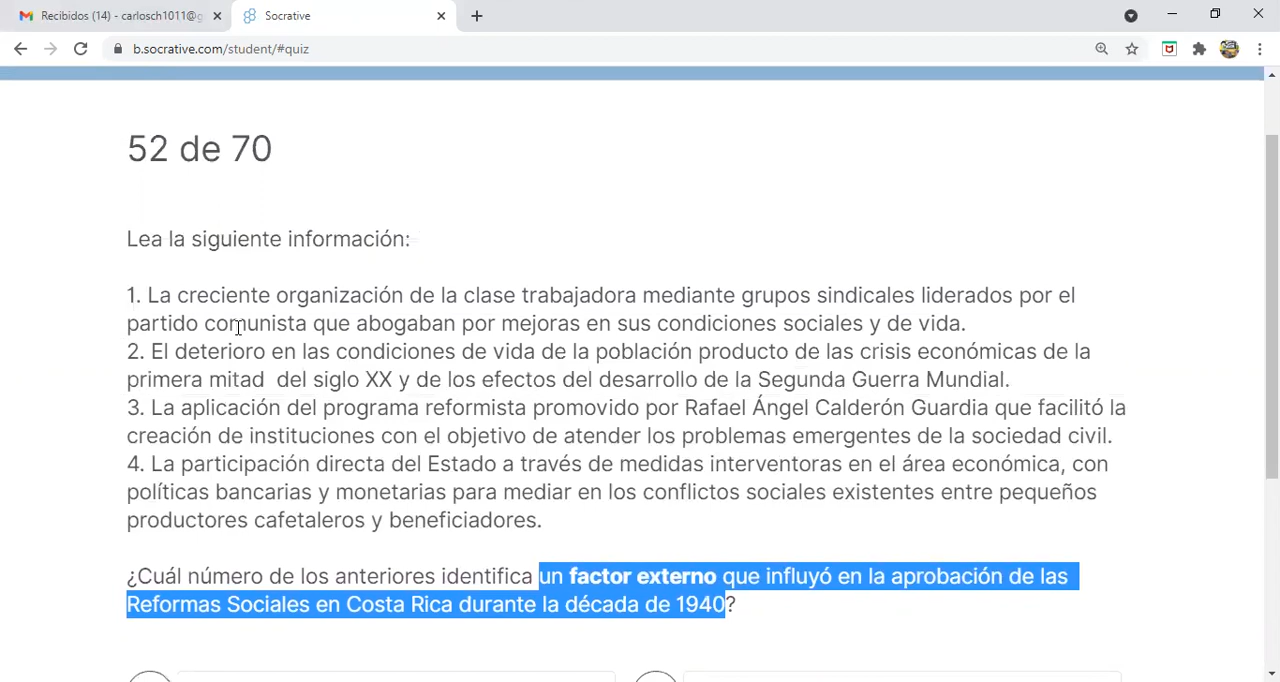 Recibidos (14) - carlosch1011@g
Socrative
b.socrative.com/student/#quiz
52 de 70
Lea la siguiente información:
1. La creciente organización de la clase trabajadora mediante grupos sindicales liderados por el
partido comunista que abogaban por mejoras en sus condiciones sociales y de vida.
2. El deterioro en las condiciones de vida de la población producto de las crisis económicas de la
primera mitad del siglo XX y de los efectos del desarrollo de la Segunda Guerra Mundial.
3. La aplicación del programa reformista promovido por Rafael Ángel Calderón Guardia que facilitó la
creación de instituciones con el objetivo de atender los problemas emergentes de la sociedad civil.
4. La participación directa del Estado a través de medidas interventoras en el área económica, con
políticas bancarias y monetarias para mediar en los conflictos sociales existentes entre pequeños
productores cafetaleros y beneficiadores.
¿Cuál número de los anteriores identifica un factor externo que influyó en la aprobación de las
Reformas Sociales en Costa Rica durante la década de 1940?